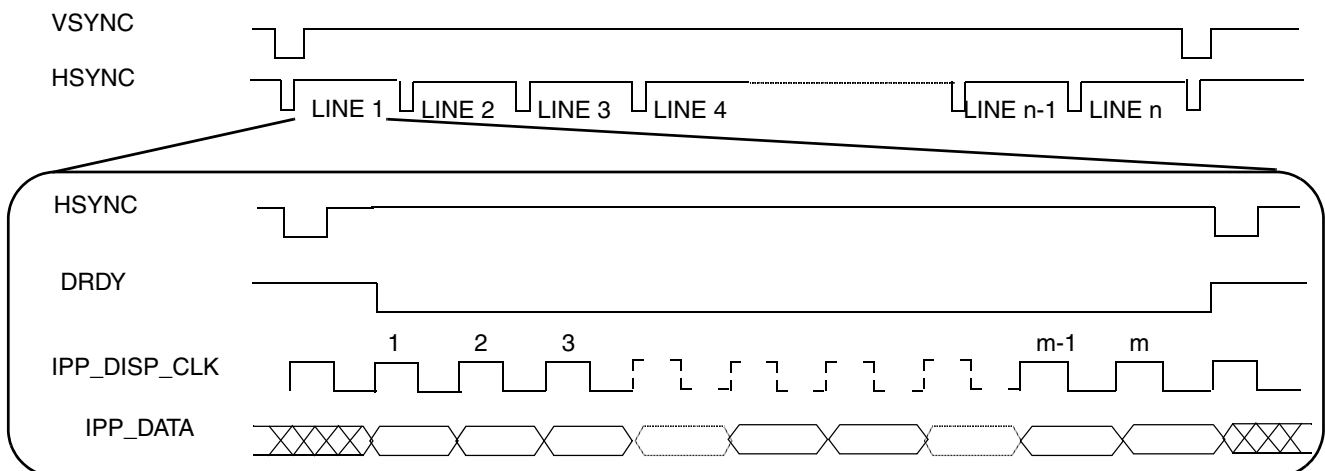 VSYNC
HSYNC
LINE 1 LINE 2 LINE 3 LINE 4 LINE n-1 LINE n
HSYNC
DRDY
1 2 3 m-1 m
IPP_DISP_CLK
IPP_DATA